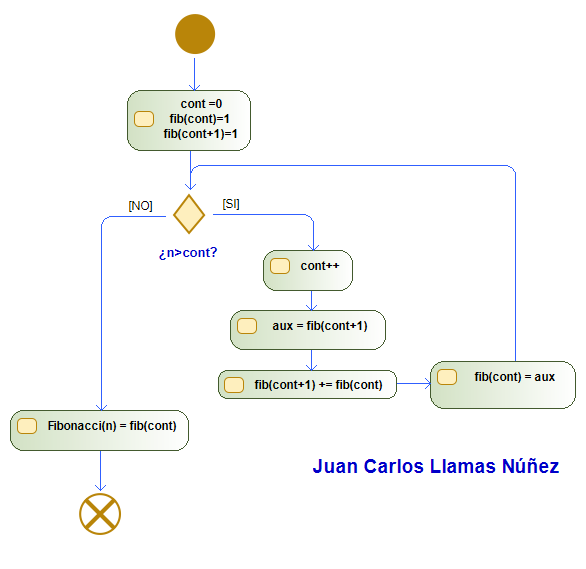 cont =0
fib(cont)=1
fib(cont+1)=1
[NO]
[SI]
¿n>cont?
cont++
aux = fib(cont+1)
fib(cont+1) += fib(cont)
fib(cont) = aux
Fibonacci(n) = fib(cont)
Juan Carlos Llamas Núñez